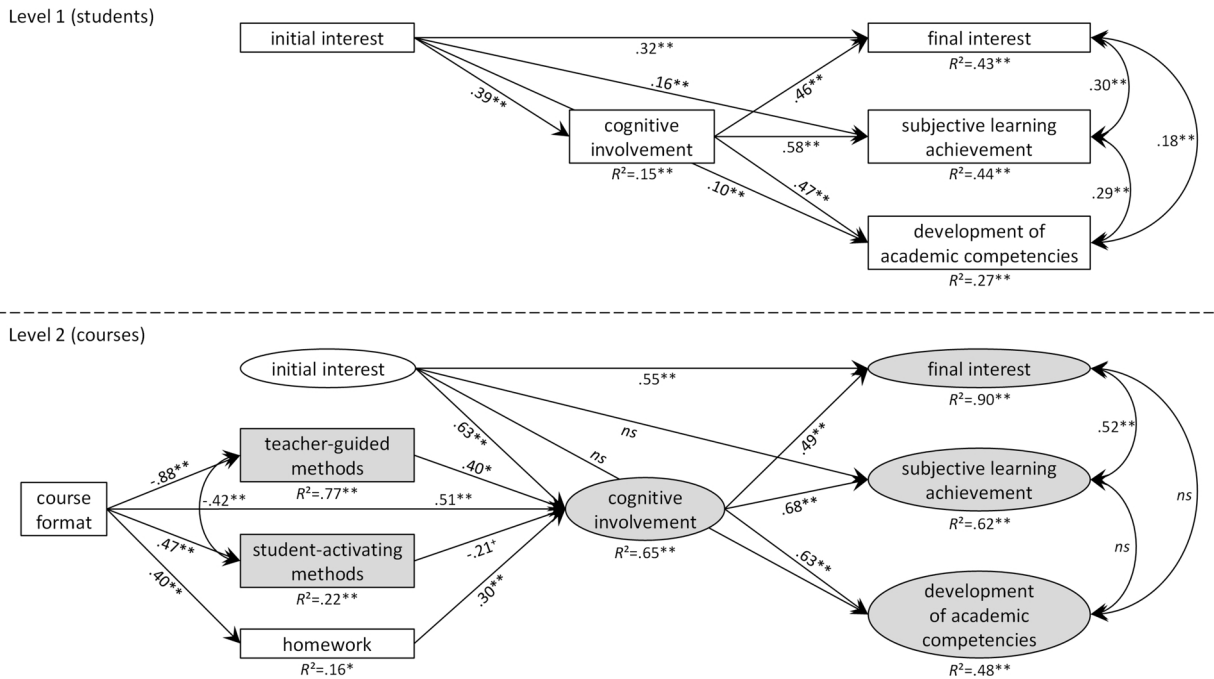 Level 1 (students)
initial interest
.32**
final interest
R²=.43**
.16**
.39**
.46**
.30**
cognitive
involvement
R²=.15**
.58**
subjective learning
achievement
R²=.44**
.18**
.10**
.47**
.29**
development of
academic competencies
R²=.27**
Level 2 (courses)
initial interest
.55**
final interest
R²=.90**
.63**
ns
ns
.49**
.52**
teacher-guided
methods
R²=.77**
-.88**
.40*
-.42**
course
format
.51**
cognitive
involvement
R²=.65**
.68**
subjective learning
achievement
R²=.62**
ns
.47**
student-activating
methods
R²=.22**
-.21⁺
.63**
ns
.40**
.30**
development
of academic
competencies
R²=.48**
homework
R²=.16*